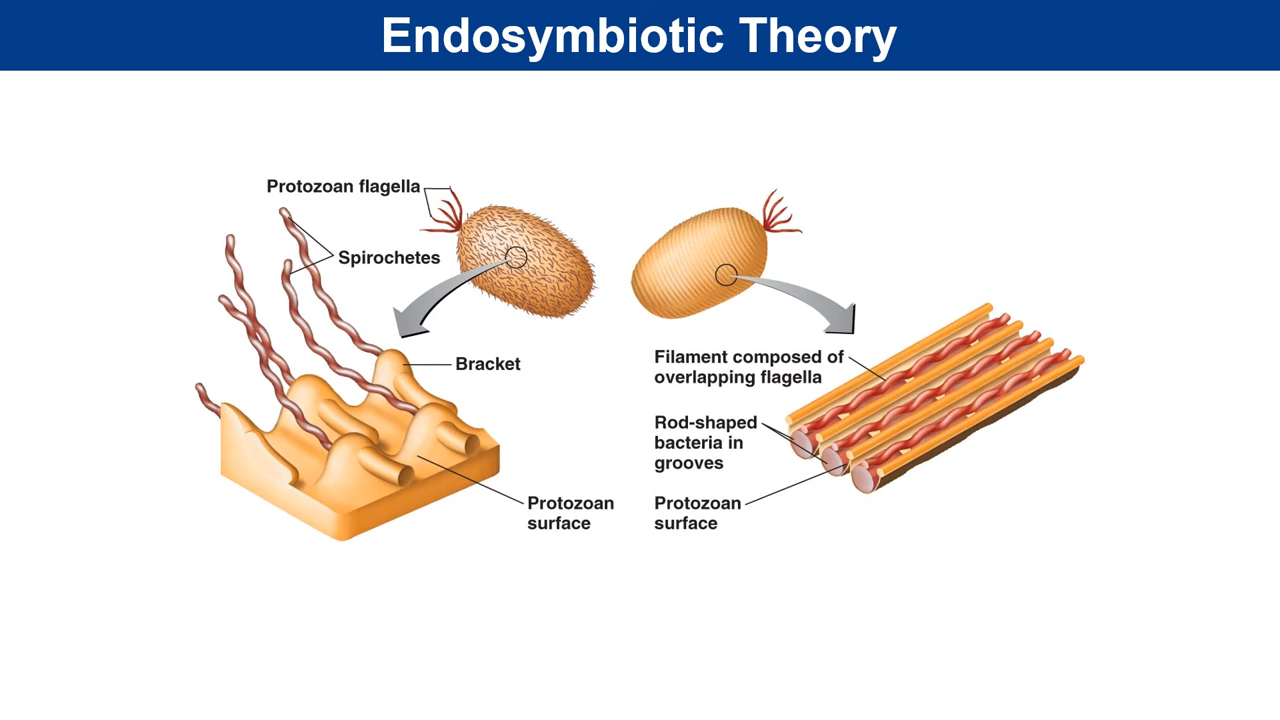 Endosymbiotic Theory
Protozoan flagella
Spirochetes
Bracket
Protozoan
surface
Filament composed of
overlapping flagella
Rod-shaped
bacteria in
grooves
Protozoan
surface